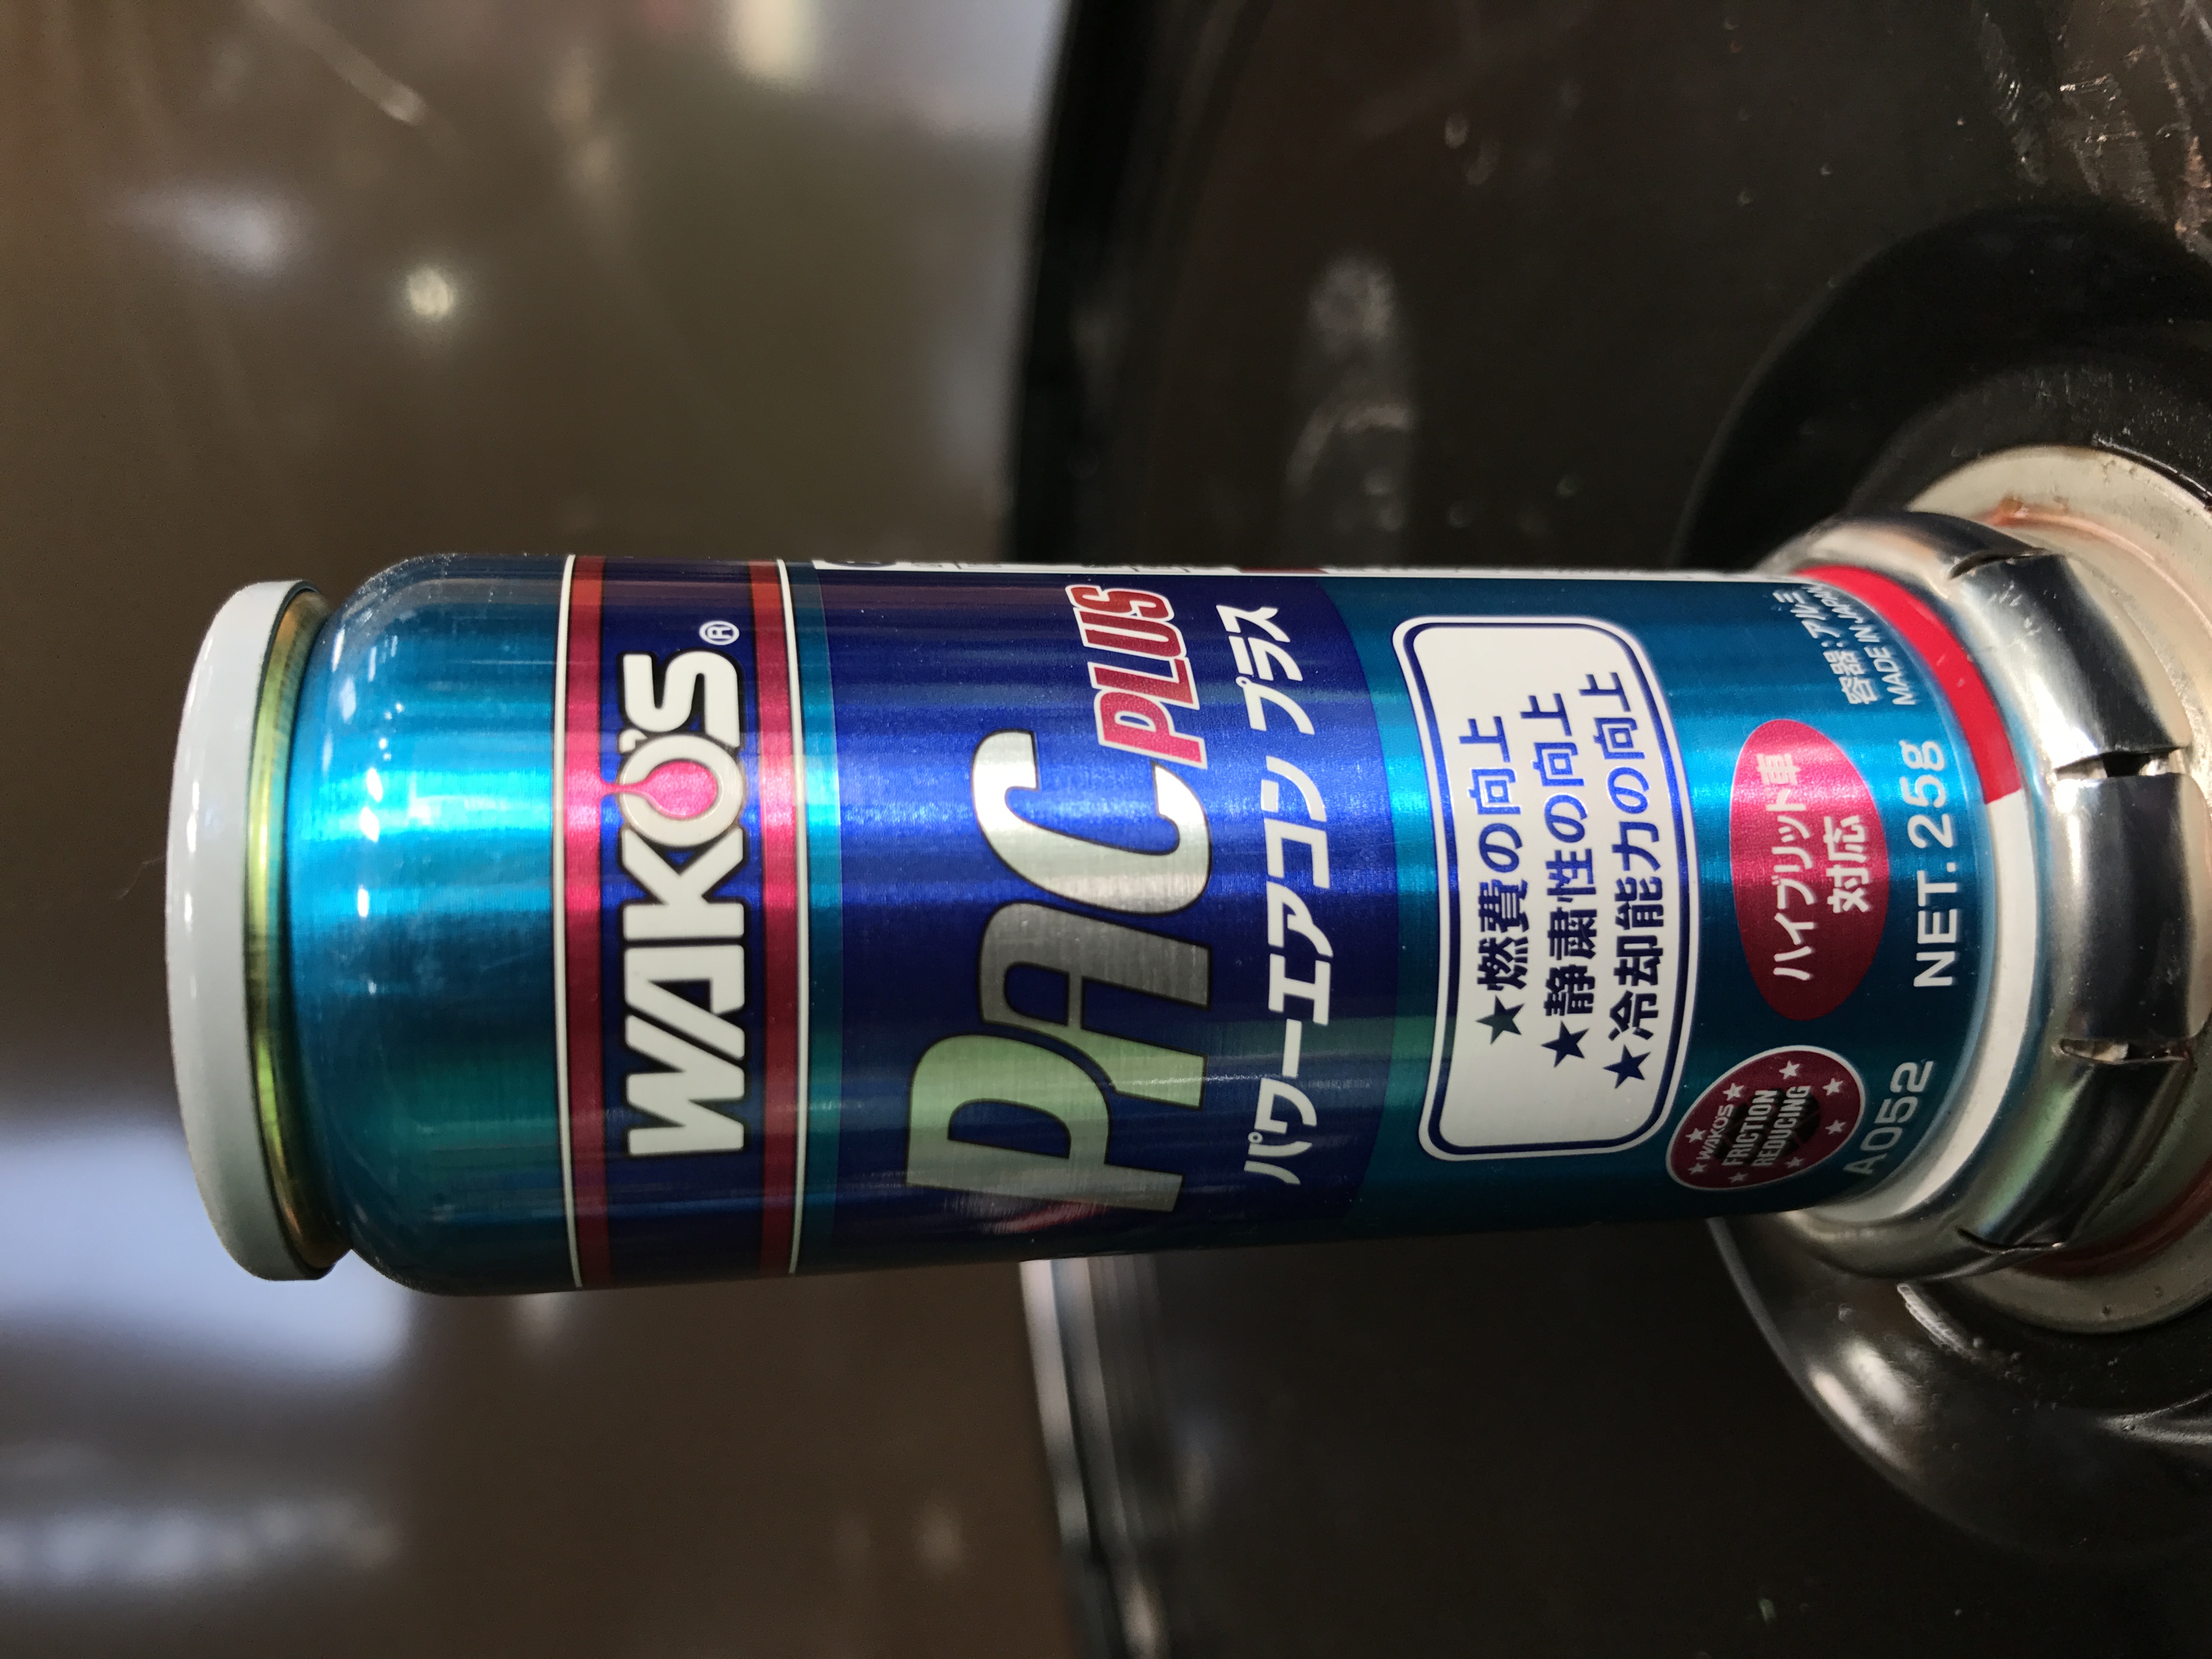 WAKO'S®
PAC PLUS
パワーエアコン プラス
★燃費の向上
★静粛性の向上
★冷却能力の向上
WAKO'S
FRICTION
REDUCING
ハイブリッド車
対応
容器:アルミ
MADE IN JAPAN
A052
NET.25g